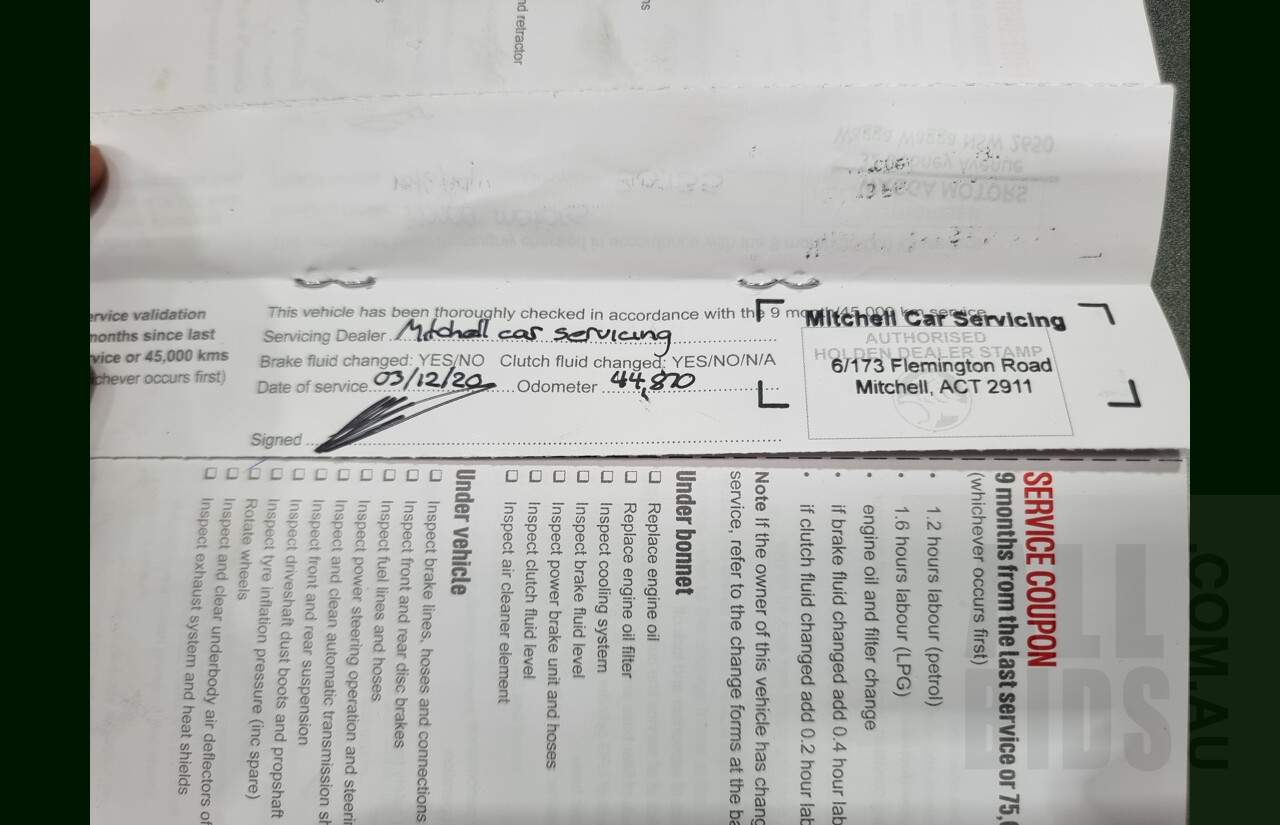 nd retractor
This vehicle has been thoroughly checked in accordance with the 9 month/45,000 km service
Servicing Dealer Mitchell car servicing
Brake fluid changed: YES/NO Clutch fluid changed: YES/NO/N/A
Date of service 03/12/20 Odometer 44,870
Signed
ervice validation
months since last
vice or 45,000 kms
ichever occurs first)
Mitchell Car Servicing
AUTHORISED
HOLDEN DEALER STAMP
6/173 Flemington Road
Mitchell, ACT 2911
SERVICE COUPON
9 months from the last service or 75,
(whichever occurs first)
• 1.2 hours labour (petrol)
• 1.6 hours labour (LPG)
• engine oil and filter change
• if brake fluid changed add 0.4 hour lab
• if clutch fluid changed add 0.2 hour lab
Note If the owner of this vehicle has chang
service, refer to the change forms at the ba
Under bonnet
❑ Replace engine oil
❑ Replace engine oil filter
❑ Inspect cooling system
❑ Inspect brake fluid level
❑ Inspect power brake unit and hoses
❑ Inspect clutch fluid level
❑ Inspect air cleaner element
Under vehicle
❑ Inspect brake lines, hoses and connections
❑ Inspect front and rear disc brakes
❑ Inspect fuel lines and hoses
❑ Inspect power steering operation and steeri
❑ Inspect and clean automatic transmission s
❑ Inspect front and rear suspension
❑ Inspect driveshaft dust boots and propshaft
❑ Inspect tyre inflation pressure (inc spare)
❑ Rotate wheels
❑ Inspect and clear underbody air deflectors of
❑ Inspect exhaust system and heat shields
ALL
BIDS
.COM.AU